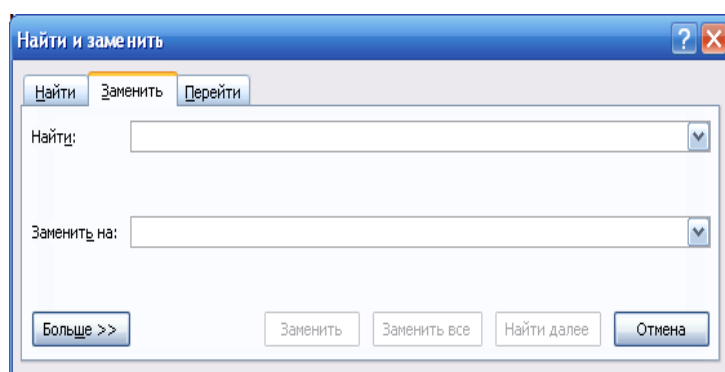 Найти и заменить
Найти Заменить Перейти
Найти:
Заменить на:
Больше >> Заменить Заменить все Найти далее Отмена